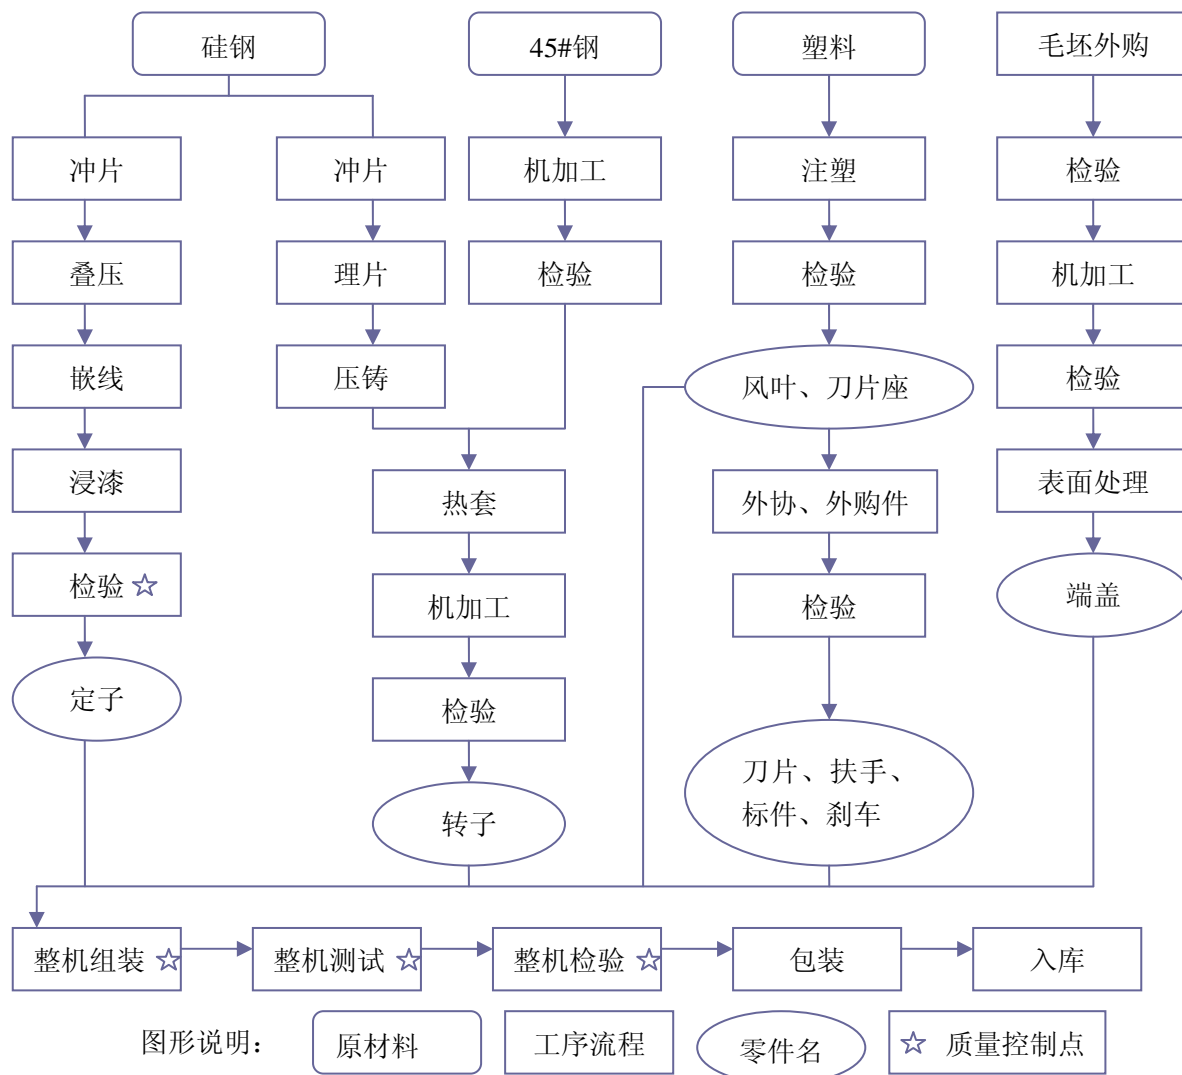 硅钢
45#钢
塑料
毛坯外购
冲片
冲片
机加工
注塑
检验
叠压
理片
检验
检验
机加工
嵌线
压铸
风叶、刀片座
检验
浸漆
热套
外协、外购件
表面处理
检验☆
机加工
检验
端盖
定子
检验
刀片、扶手、
标件、刹车
转子
整机组装☆
整机测试☆
整机检验☆
包装
入库
图形说明：
原材料
工序流程
零件名
☆ 质量控制点